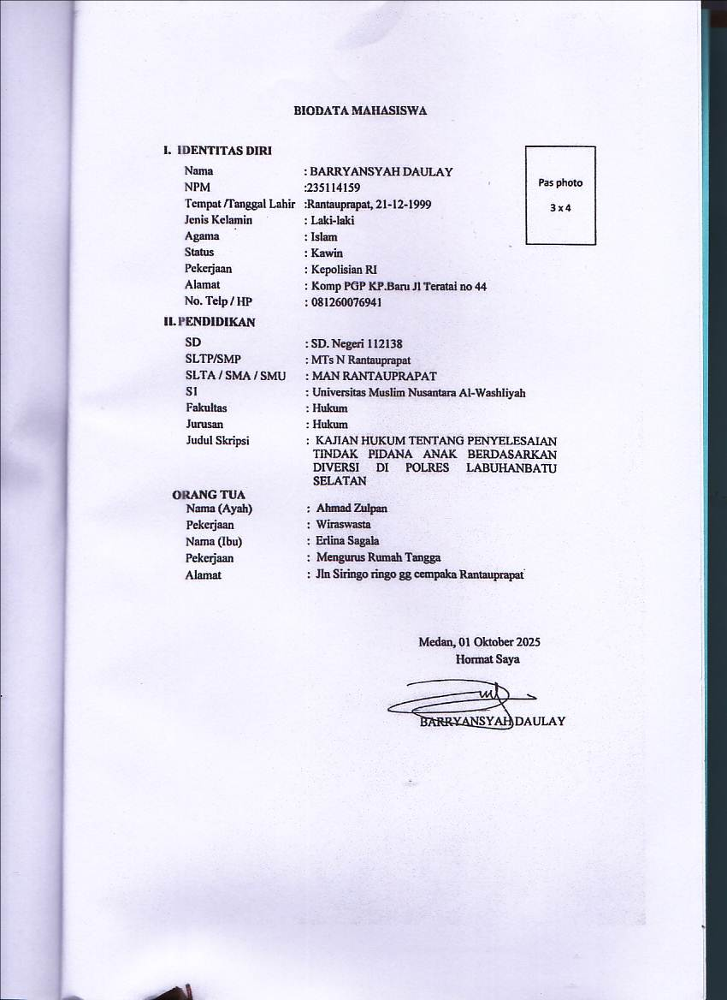 BIODATA MAHASISWA
I. IDENTITAS DIRI
Nama : BARRYANSYAH DAULAY
NPM :235114159
Tempat /Tanggal Lahir :Rantauprapat, 21-12-1999
Jenis Kelamin : Laki-laki
Agama : Islam
Status : Kawin
Pekerjaan : Kepolisian RI
Alamat : Komp PGP KP.Baru Jl Teratai no 44
No. Telp / HP : 081260076941
Pas photo
3 x 4
II. PENDIDIKAN
SD : SD. Negeri 112138
SLTP/SMP : MTs N Rantauprapat
SLTA / SMA / SMU : MAN RANTAUPRAPAT
S1 : Universitas Muslim Nusantara Al-Washliyah
Fakultas : Hukum
Jurusan : Hukum
Judul Skripsi : KAJIAN HUKUM TENTANG PENYELESAIAN
TINDAK PIDANA ANAK BERDASARKAN
DIVERSI DI POLRES LABUHANBATU
SELATAN
ORANG TUA
Nama (Ayah) : Ahmad Zulpan
Pekerjaan : Wiraswasta
Nama (Ibu) : Erlina Sagala
Pekerjaan : Mengurus Rumah Tangga
Alamat : Jln Siringo ringo gg cempaka Rantauprapat
Medan, 01 Oktober 2025
Hormat Saya
BARRYANSYAH DAULAY